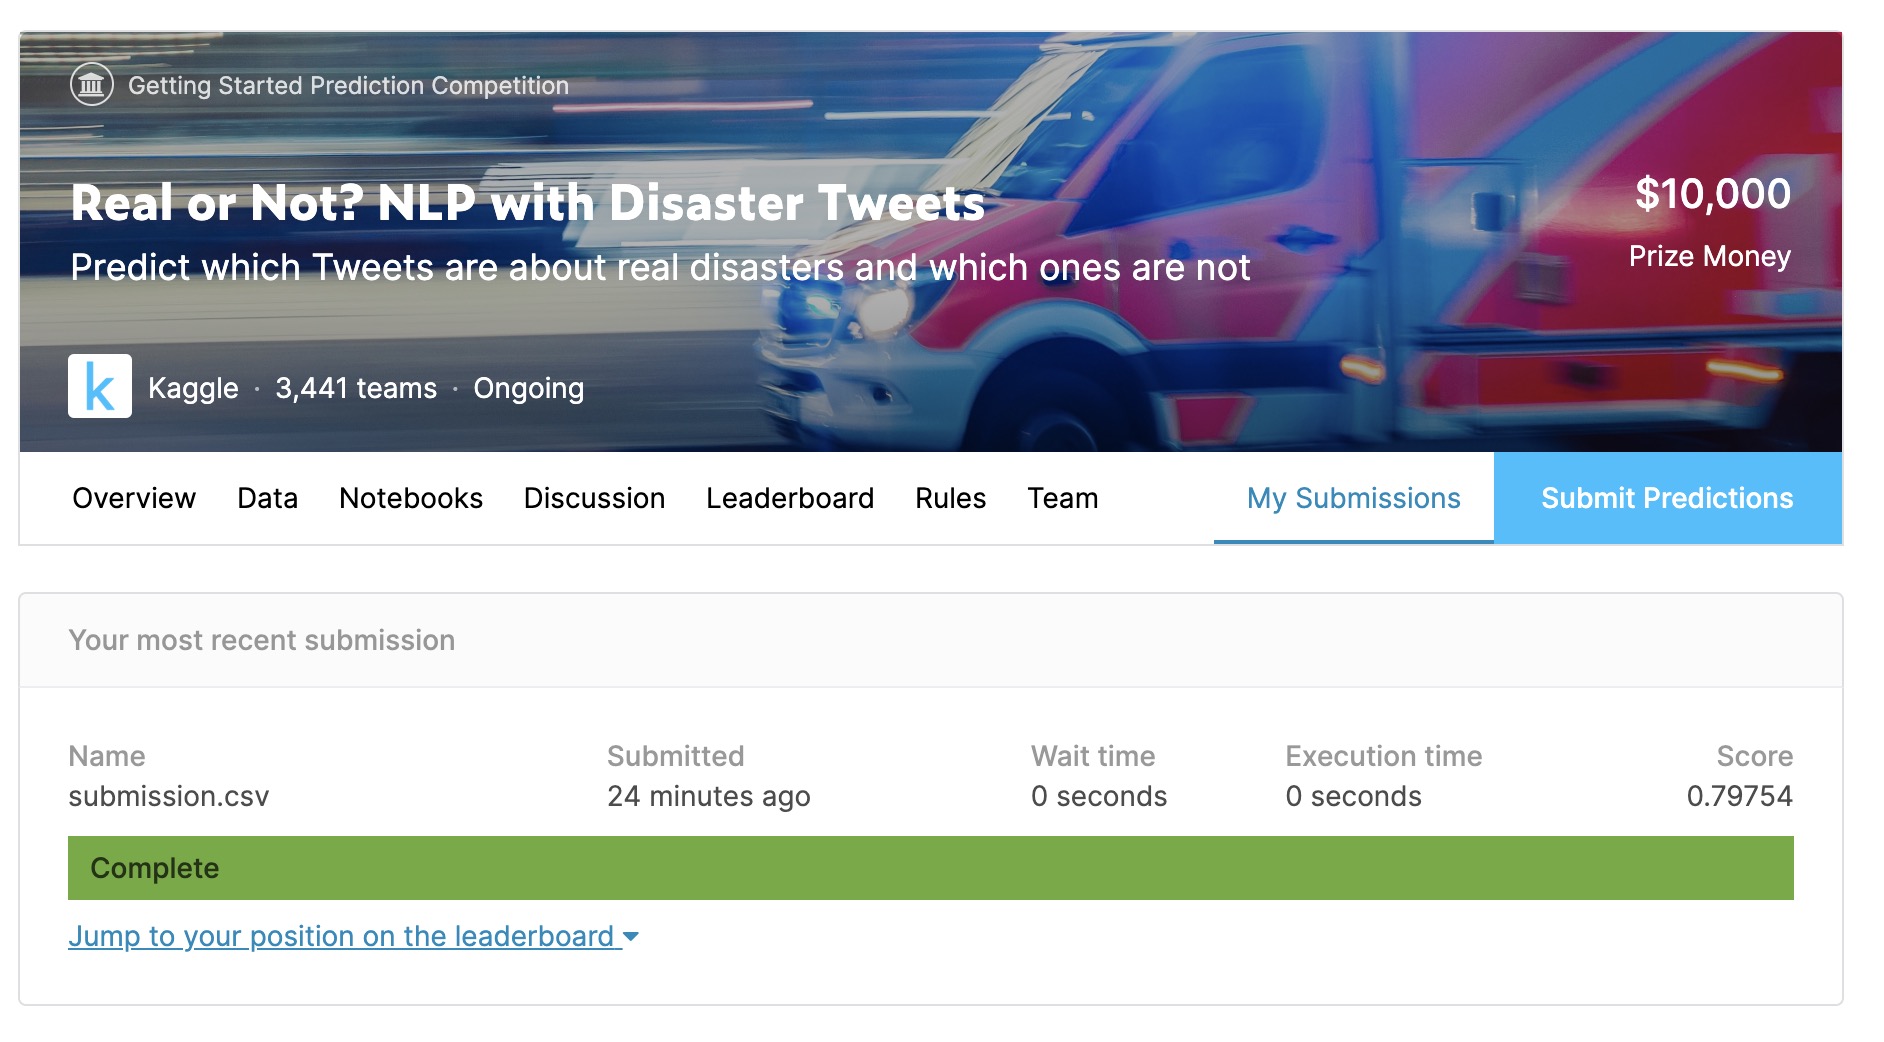 Getting Started Prediction Competition
Real or Not? NLP with Disaster Tweets
Predict which Tweets are about real disasters and which ones are not
$10,000
Prize Money
k
Kaggle · 3,441 teams · Ongoing
Overview Data Notebooks Discussion Leaderboard Rules Team My Submissions Submit Predictions
Your most recent submission
Name Submitted Wait time Execution time Score
submission.csv 24 minutes ago 0 seconds 0 seconds 0.79754
Complete
Jump to your position on the leaderboard